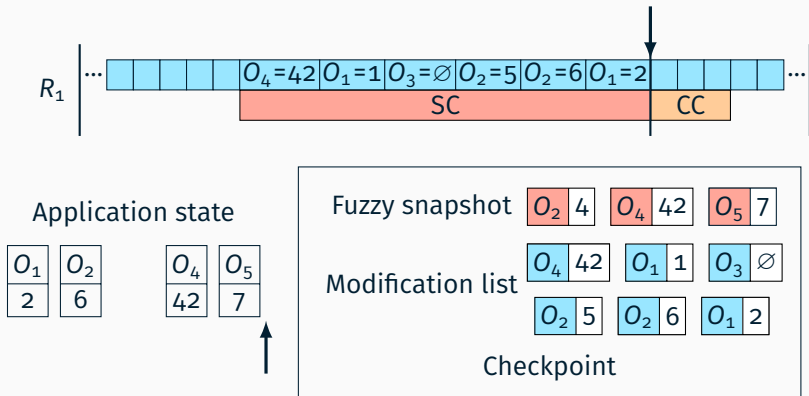 R₁ ... O₄=42 O₁=1 O₃=∅ O₂=5 O₂=6 O₁=2 ...
SC CC
Application state
O₁ O₂ O₄ O₅
2 6 42 7
Fuzzy snapshot O₂ 4 O₄ 42 O₅ 7
Modification list O₄ 42 O₁ 1 O₃ ∅
O₂ 5 O₂ 6 O₁ 2
Checkpoint